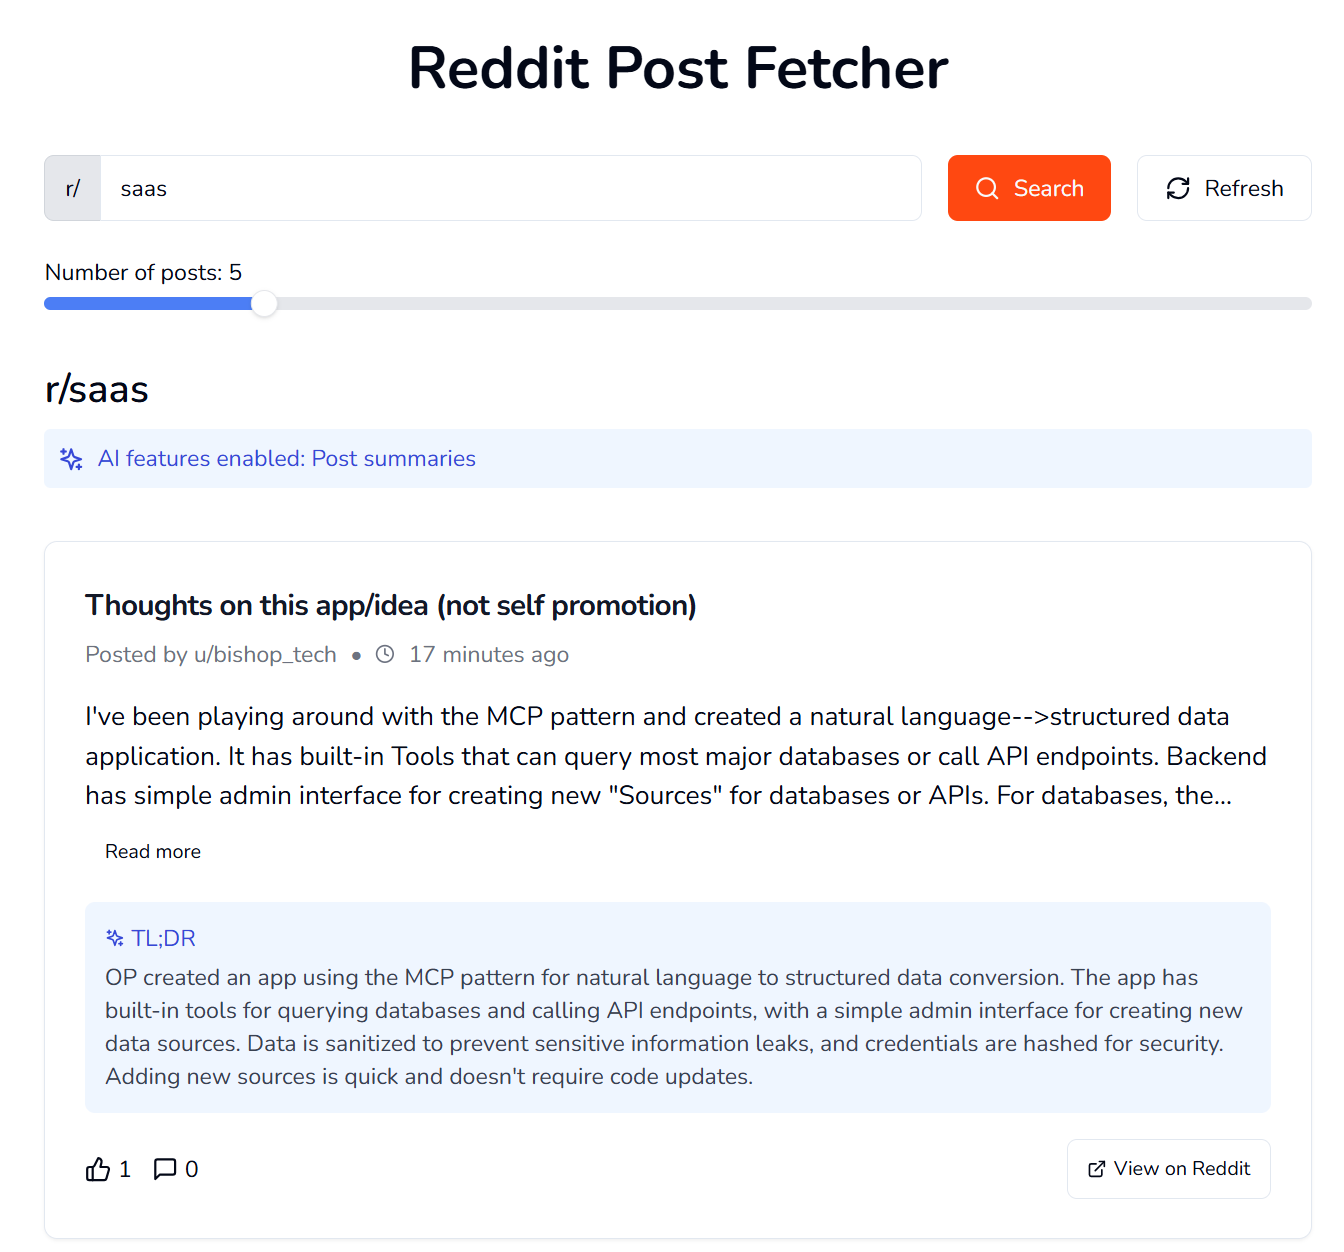 Reddit Post Fetcher
r/ saas Search Refresh
Number of posts: 5
r/saas
AI features enabled: Post summaries
Thoughts on this app/idea (not self promotion)
Posted by u/bishop_tech • 17 minutes ago
I've been playing around with the MCP pattern and created a natural language-->structured data
application. It has built-in Tools that can query most major databases or call API endpoints. Backend
has simple admin interface for creating new "Sources" for databases or APIs. For databases, the...
Read more
TL;DR
OP created an app using the MCP pattern for natural language to structured data conversion. The app has
built-in tools for querying databases and calling API endpoints, with a simple admin interface for creating new
data sources. Data is sanitized to prevent sensitive information leaks, and credentials are hashed for security.
Adding new sources is quick and doesn't require code updates.
1 0 View on Reddit